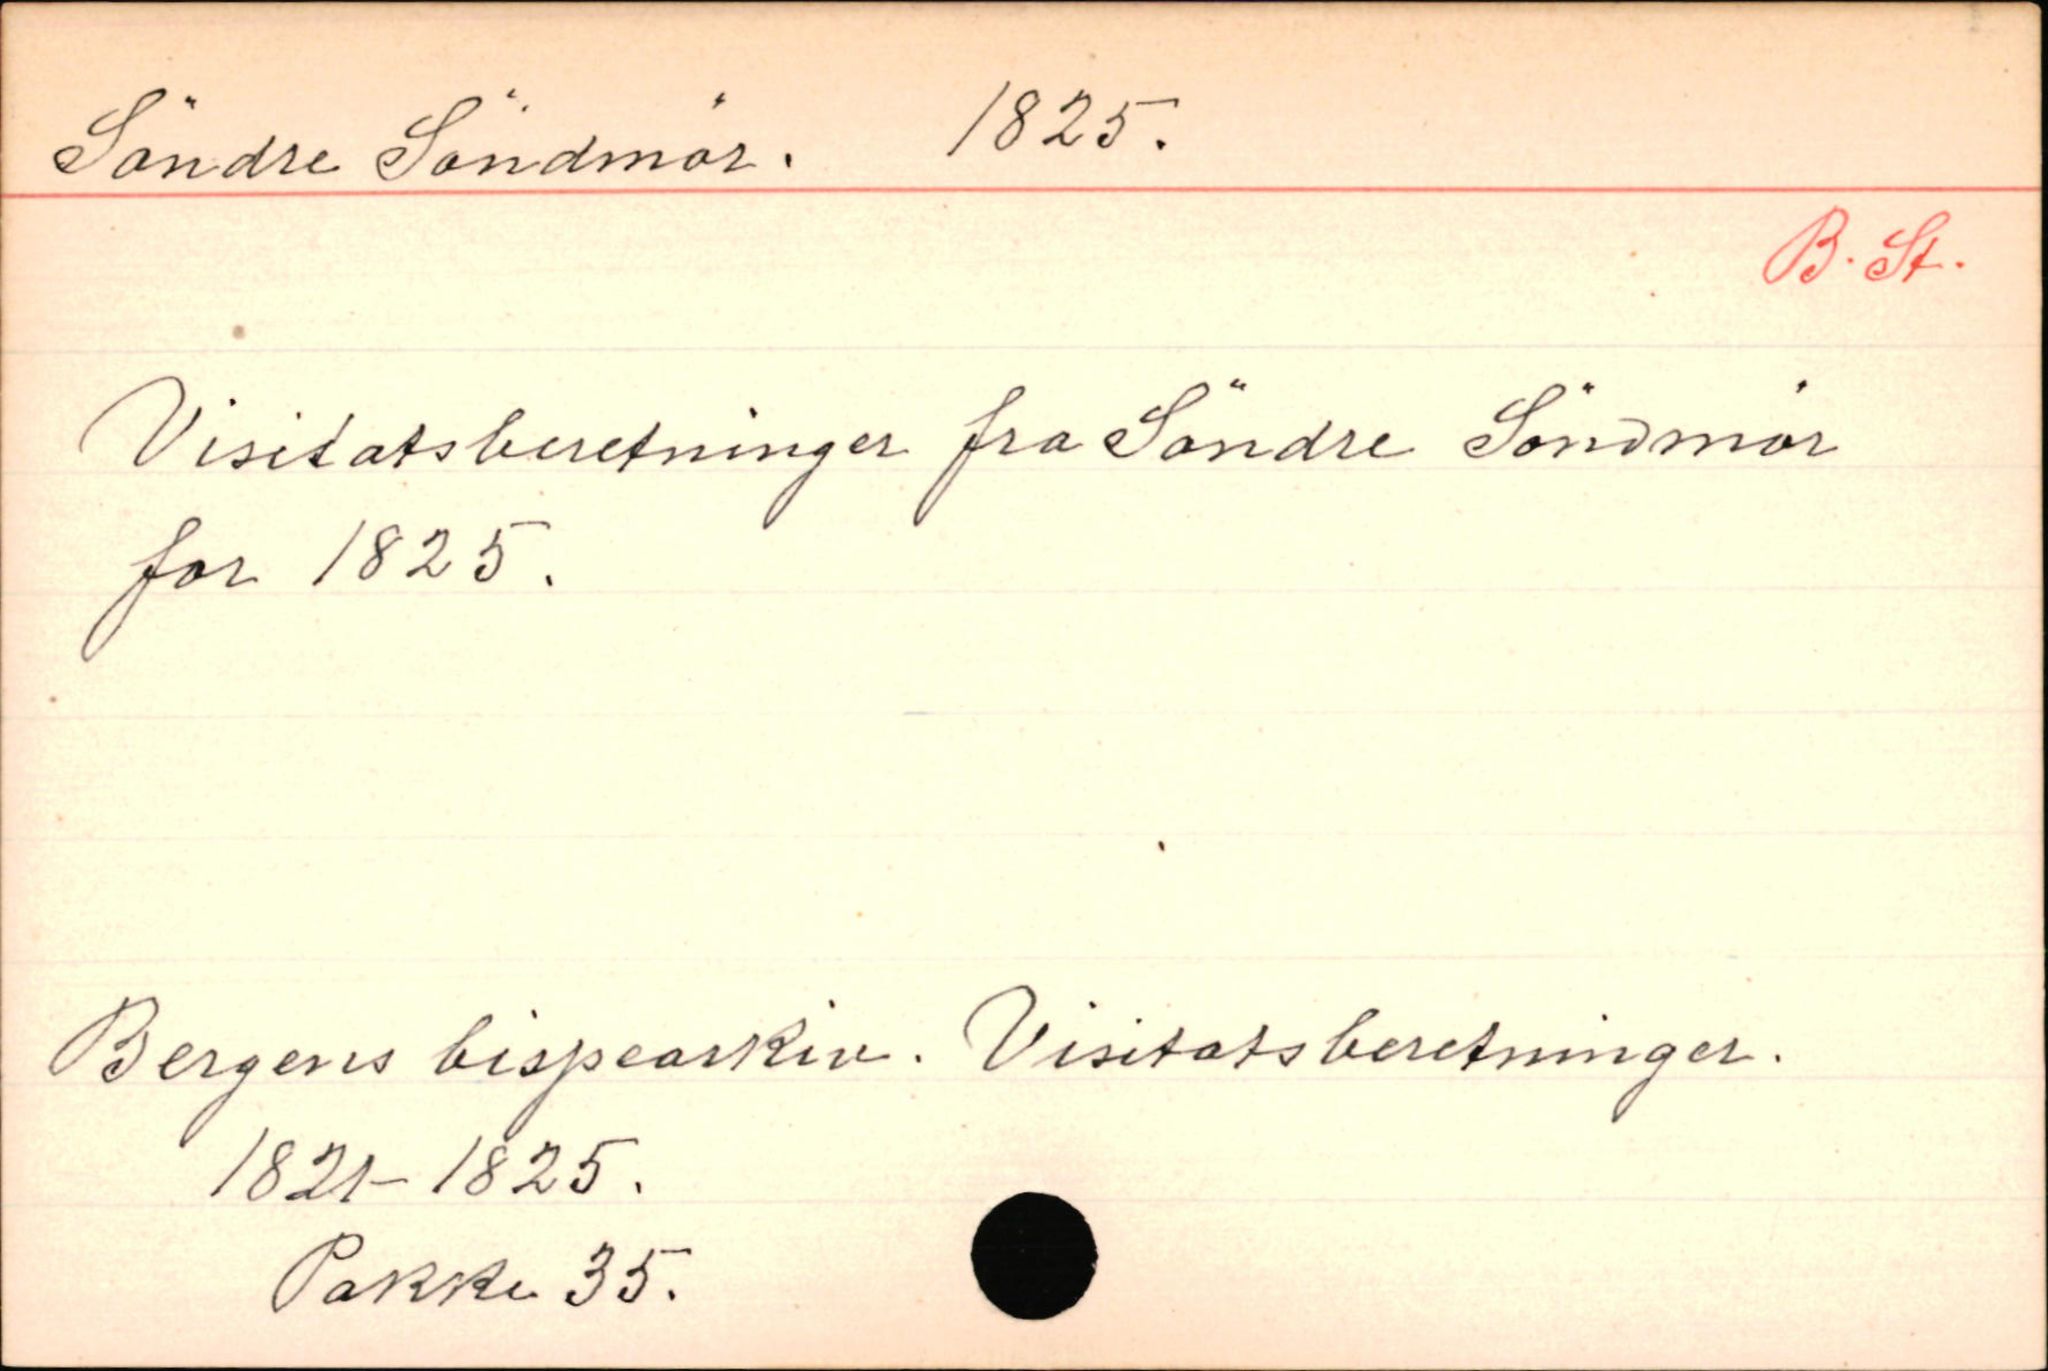 Söndre Söndmör. 1825.
B. St.
Visitatsberetninger fra Söndre Söndmör
for 1825.
Bergens bispearkiv. Visitatsberetninger.
1821-1825.
Pakke 35.